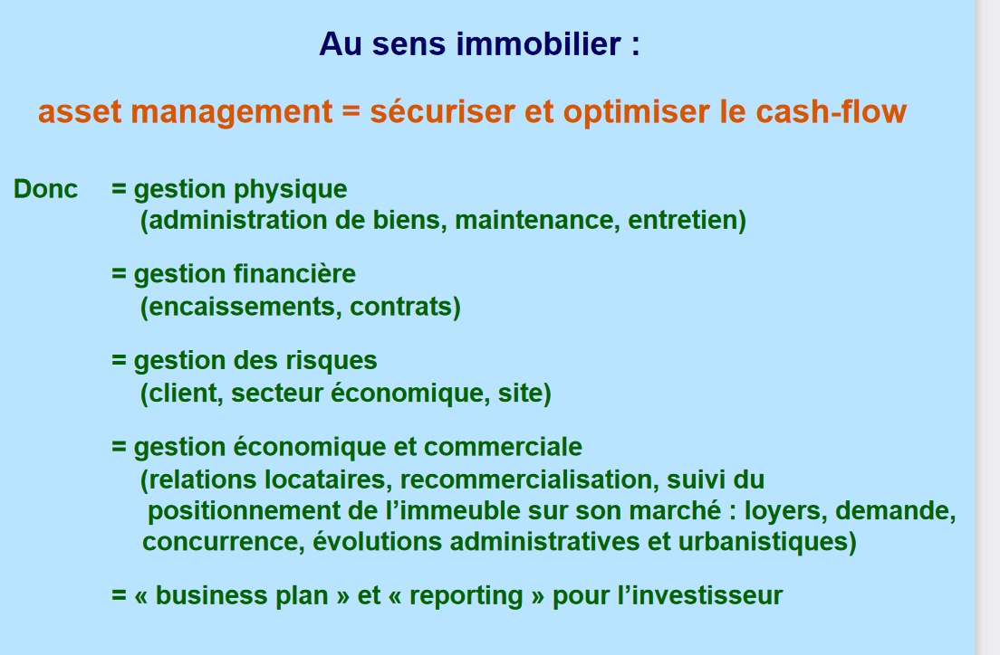 Au sens immobilier :
asset management = sécuriser et optimiser le cash-flow
Donc = gestion physique
(administration de biens, maintenance, entretien)
= gestion financière
(encaissements, contrats)
= gestion des risques
(client, secteur économique, site)
= gestion économique et commerciale
(relations locataires, recommercialisation, suivi du
positionnement de l’immeuble sur son marché : loyers, demande,
concurrence, évolutions administratives et urbanistiques)
= « business plan » et « reporting » pour l’investisseur